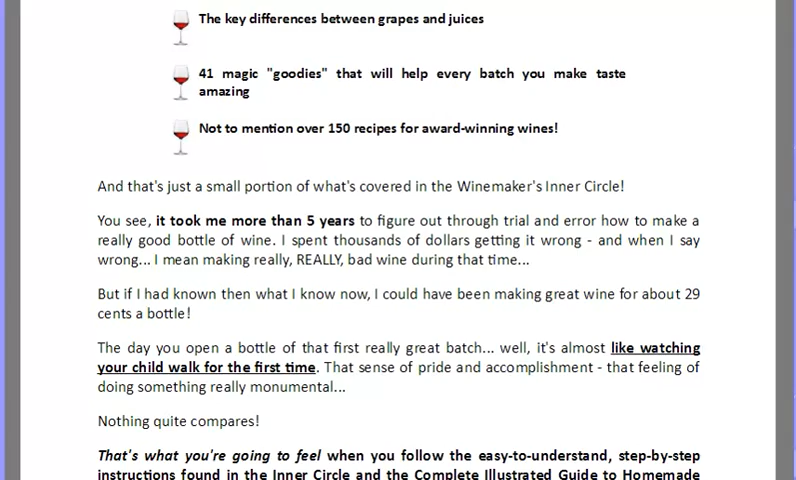 The key differences between grapes and juices
41 magic "goodies" that will help every batch you make taste
amazing
Not to mention over 150 recipes for award-winning wines!
And that's just a small portion of what's covered in the Winemaker's Inner Circle!
You see, it took me more than 5 years to figure out through trial and error how to make a
really good bottle of wine. I spent thousands of dollars getting it wrong - and when I say
wrong... I mean making really, REALLY, bad wine during that time...
But if I had known then what I know now, I could have been making great wine for about 29
cents a bottle!
The day you open a bottle of that first really great batch... well, it's almost like watching
your child walk for the first time. That sense of pride and accomplishment - that feeling of
doing something really monumental...
Nothing quite compares!
That's what you're going to feel when you follow the easy-to-understand, step-by-step
instructions found in the Inner Circle and the Complete Illustrated Guide to Homemade